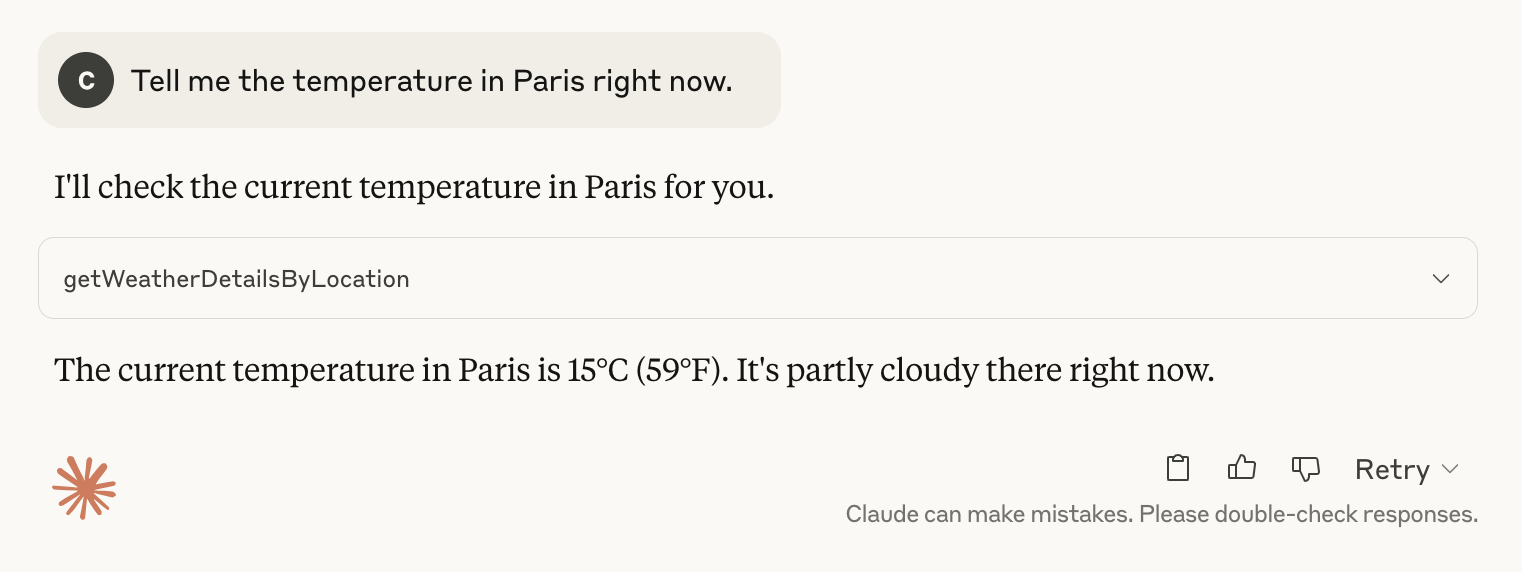 C Tell me the temperature in Paris right now.
I'll check the current temperature in Paris for you.
getWeatherDetailsByLocation
The current temperature in Paris is 15°C (59°F). It's partly cloudy there right now.
Retry
Claude can make mistakes. Please double-check responses.